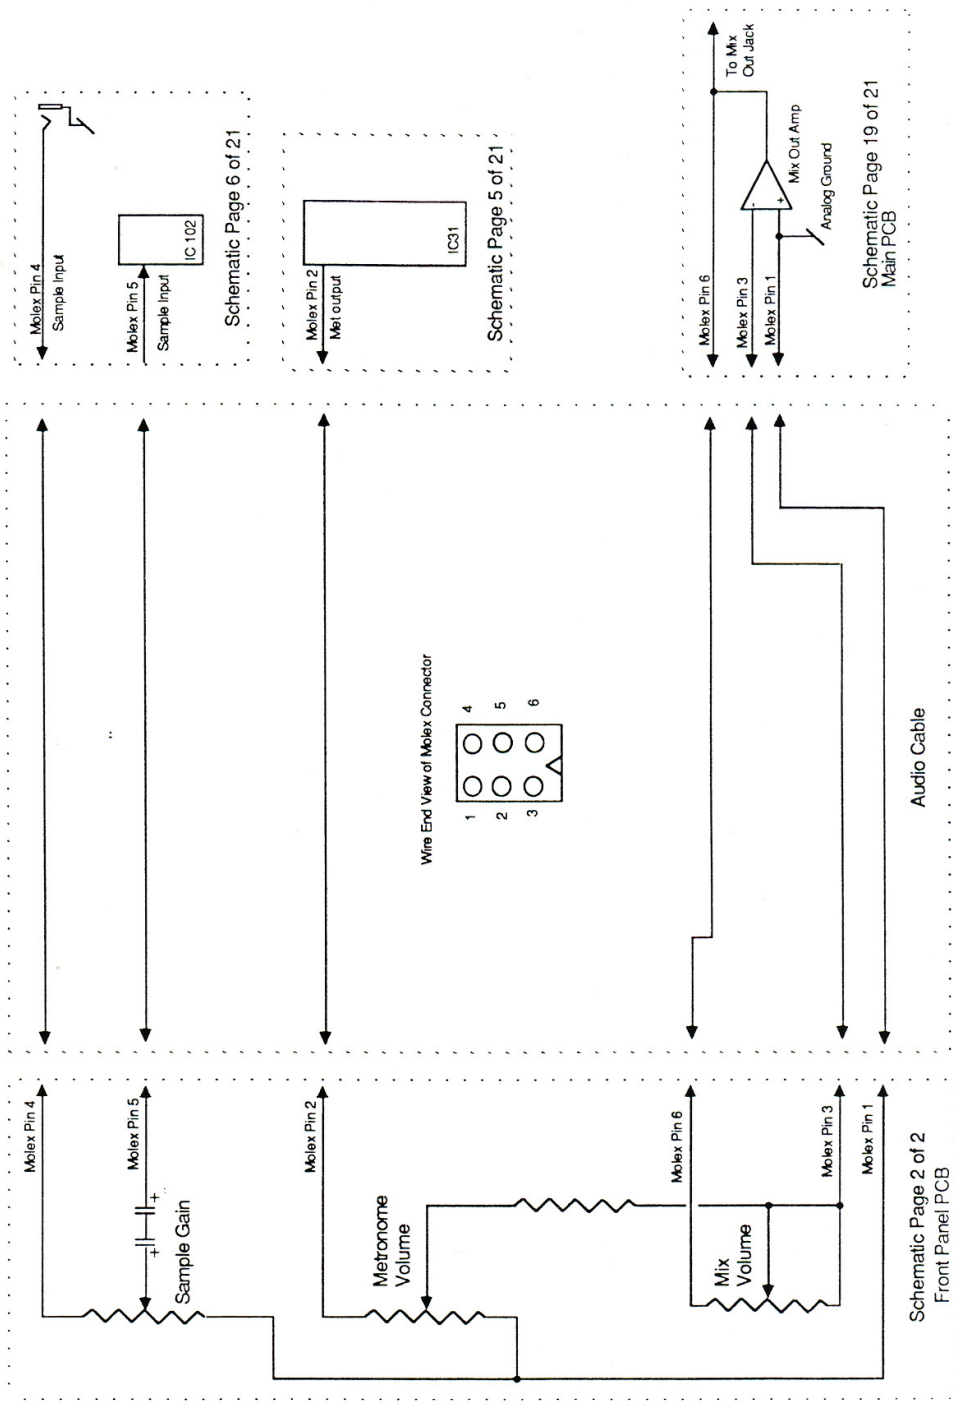 Molex Pin 4
Sample Input
Molex Pin 5
Sample Input
IC 102
Schematic Page 6 of 21
Molex Pin 2
Met output
IC31
Schematic Page 5 of 21
Molex Pin 6
Molex Pin 3
Molex Pin 1
To Mix
Out Jack
-
+
Mix Out Amp
Analog Ground
Schematic Page 19 of 21
Main PCB
Wire End View of Molex Connector
1
4
2
5
3
6
Audio Cable
Molex Pin 4
Molex Pin 5
+
+
Sample Gain
Molex Pin 2
Metronome
Volume
Molex Pin 6
Mix
Volume
Molex Pin 3
Molex Pin 1
Schematic Page 2 of 2
Front Panel PCB